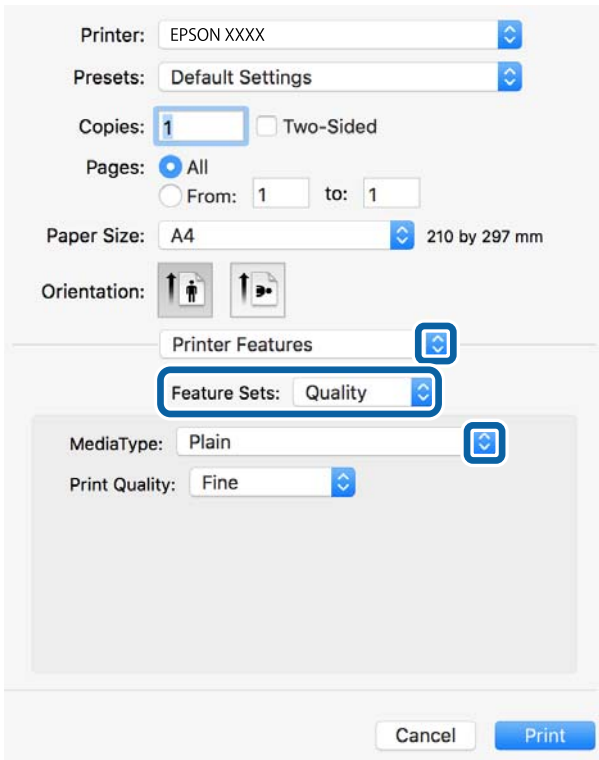 Printer: EPSON XXXX
Presets: Default Settings
Copies: 1 Two-Sided
Pages: All
From: 1 to: 1
Paper Size: A4 210 by 297 mm
Orientation:
Printer Features
Feature Sets: Quality
MediaType: Plain
Print Quality: Fine
Cancel Print